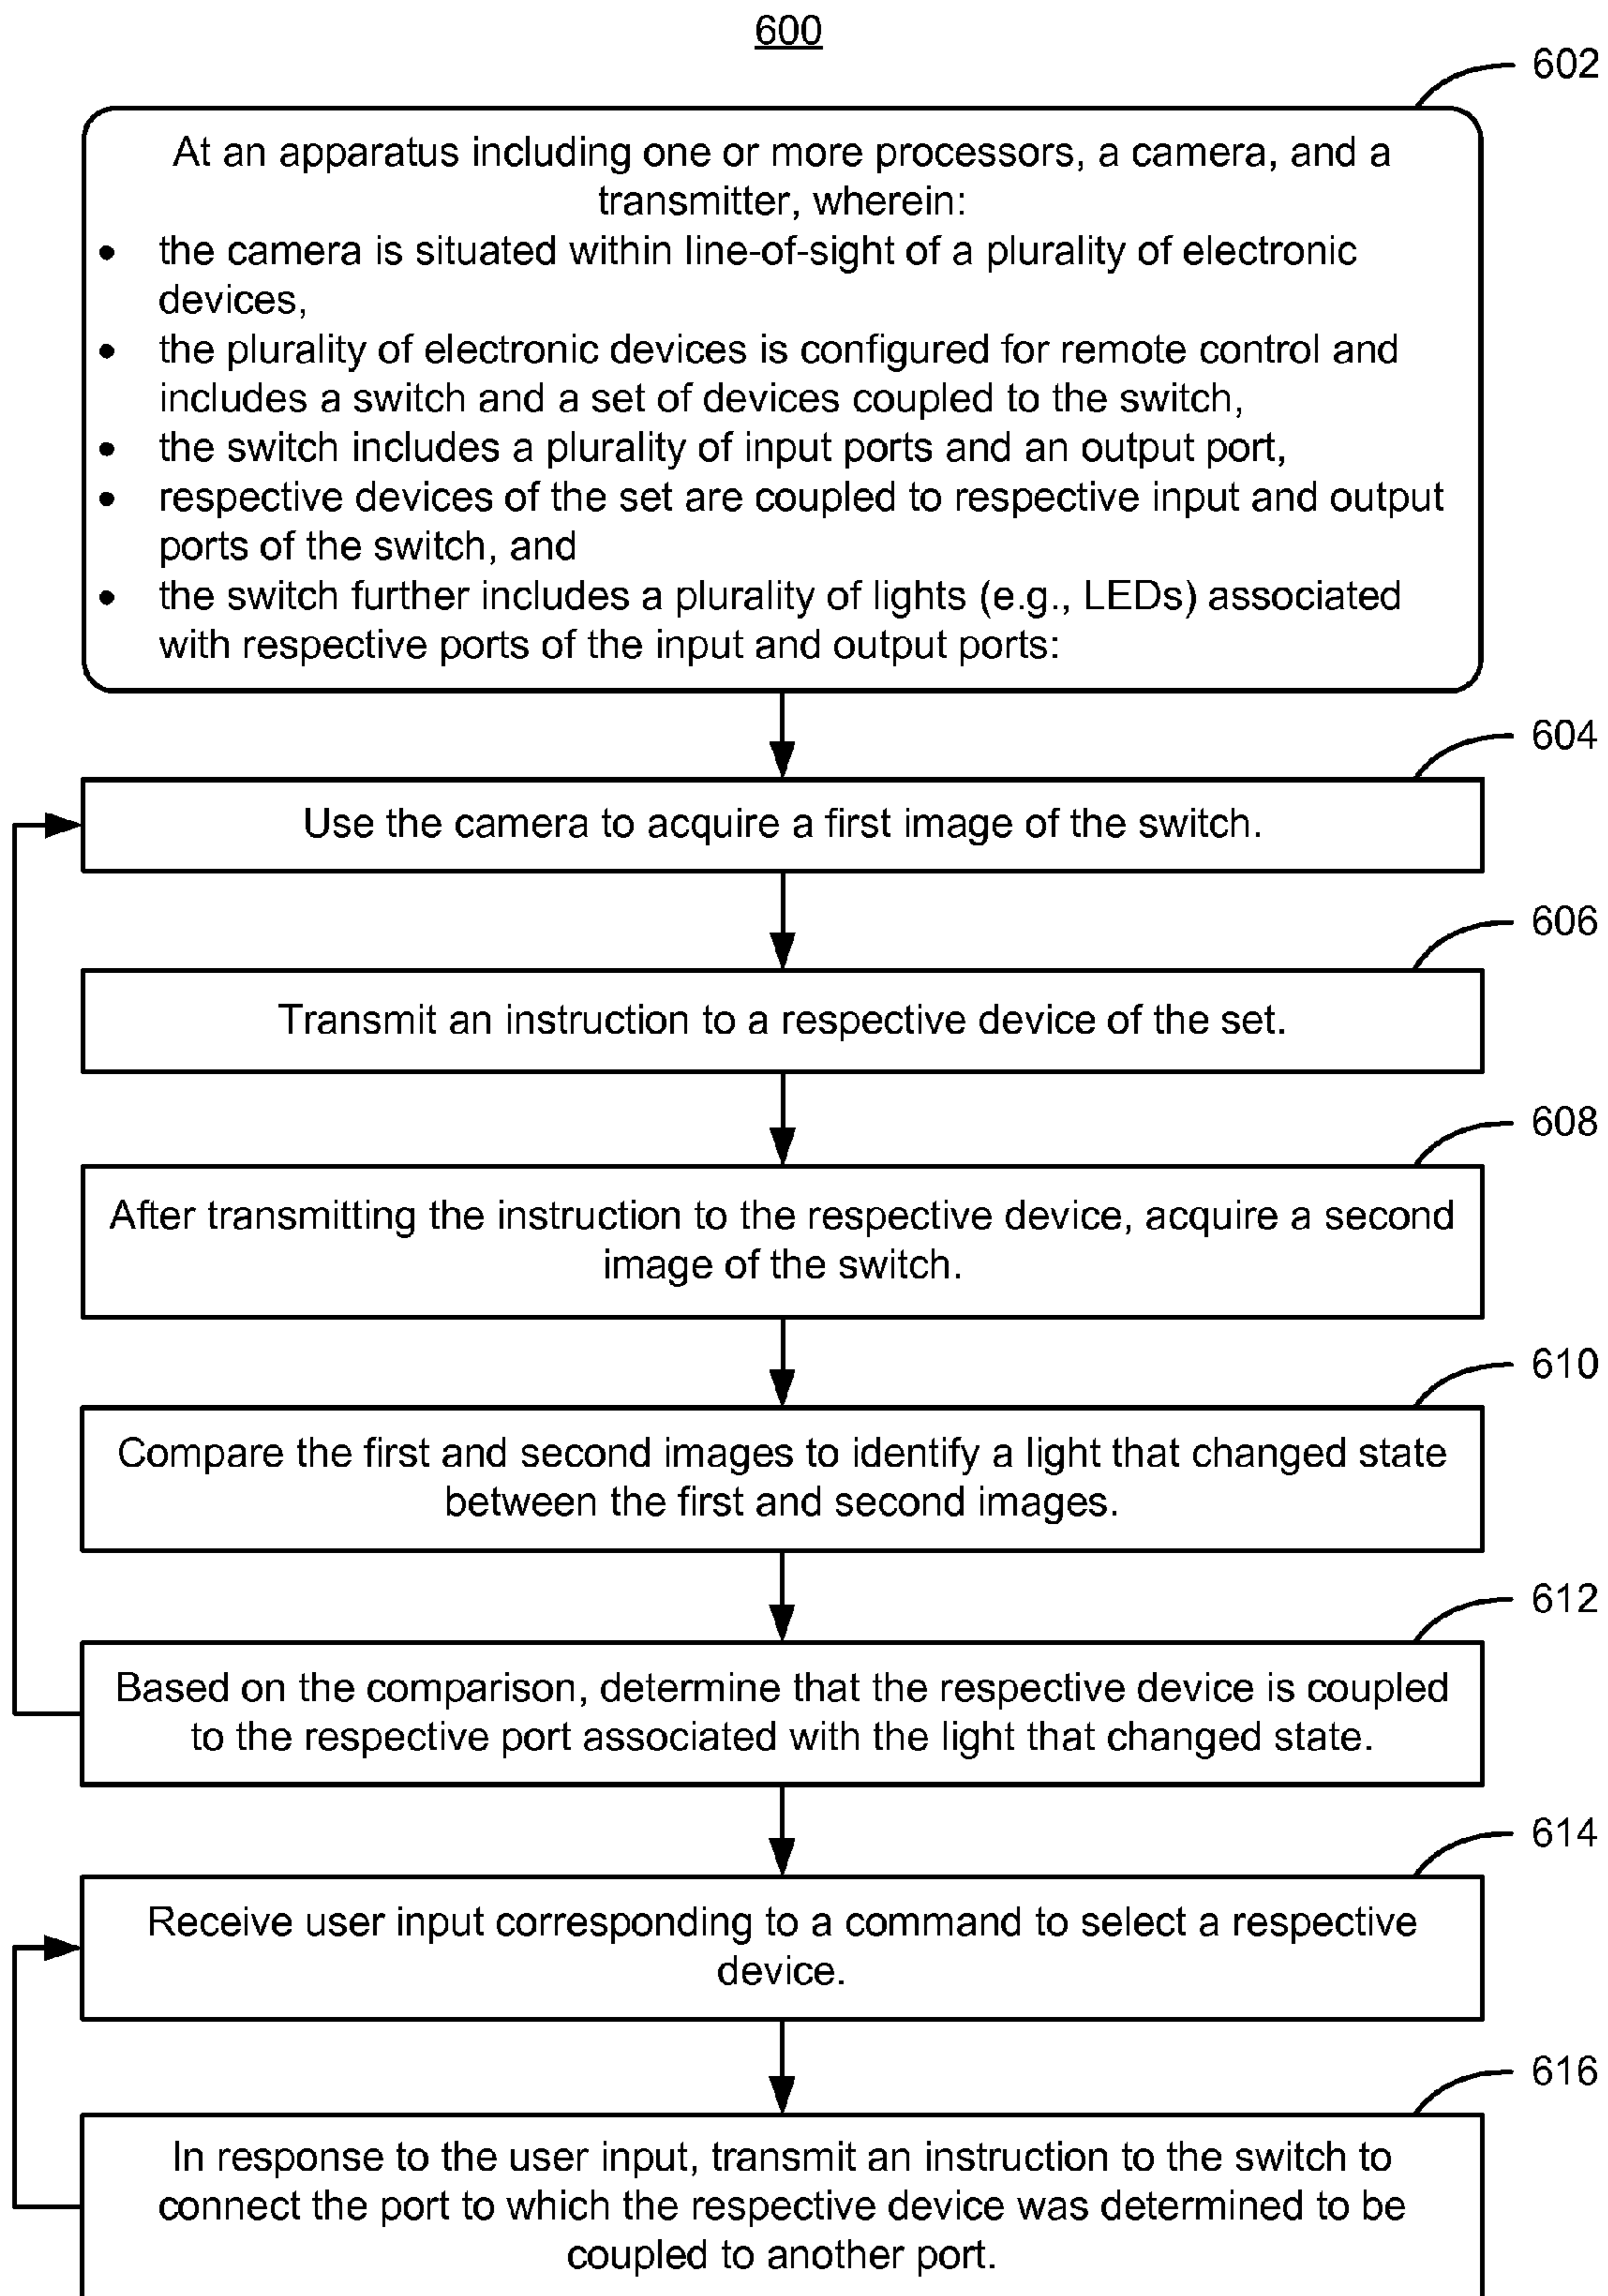 600
602
At an apparatus including one or more processors, a camera, and a
transmitter, wherein:
• the camera is situated within line-of-sight of a plurality of electronic
devices,
• the plurality of electronic devices is configured for remote control and
includes a switch and a set of devices coupled to the switch,
• the switch includes a plurality of input ports and an output port,
• respective devices of the set are coupled to respective input and output
ports of the switch, and
• the switch further includes a plurality of lights (e.g., LEDs) associated
with respective ports of the input and output ports:
604
Use the camera to acquire a first image of the switch.
606
Transmit an instruction to a respective device of the set.
608
After transmitting the instruction to the respective device, acquire a second
image of the switch.
610
Compare the first and second images to identify a light that changed state
between the first and second images.
612
Based on the comparison, determine that the respective device is coupled
to the respective port associated with the light that changed state.
614
Receive user input corresponding to a command to select a respective
device.
616
In response to the user input, transmit an instruction to the switch to
connect the port to which the respective device was determined to be
coupled to another port.